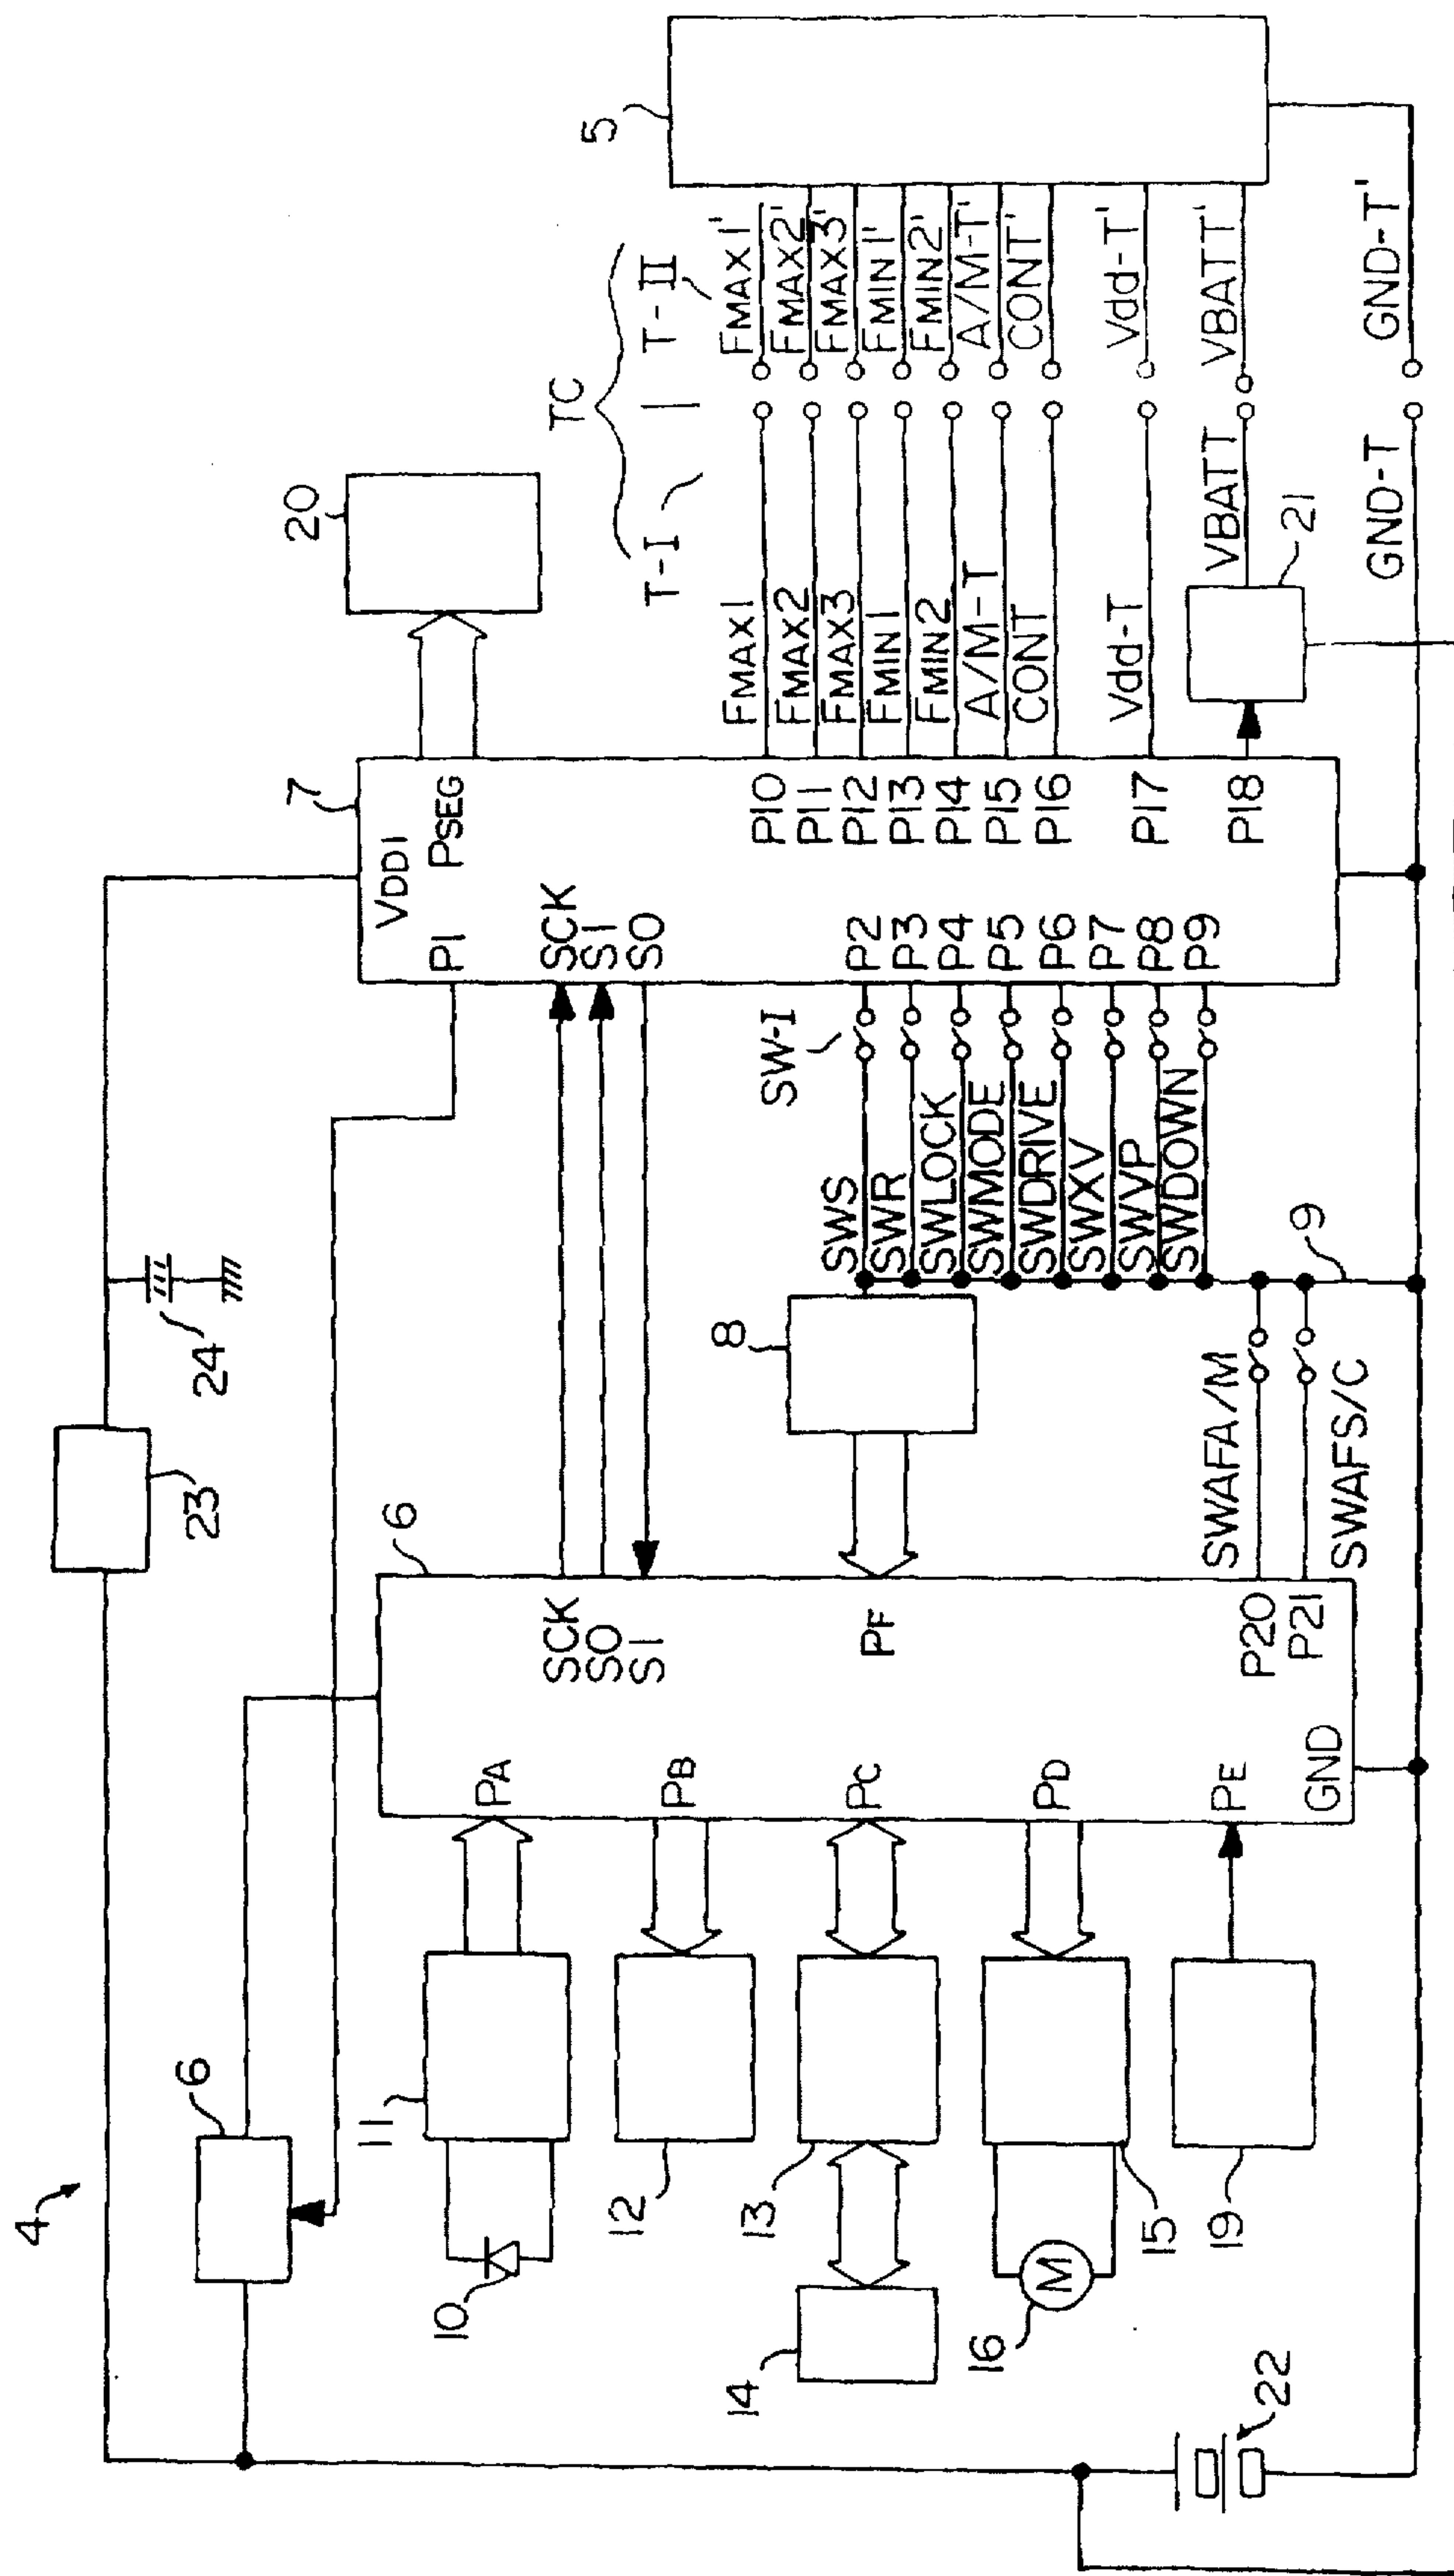 4
23
24
6
7
VDD1
P1
PSEG
20
SCK
SI
SO
6
SCK
SO
SI
PF
P20
P21
GND
PA
PB
PC
PD
PE
11
10
12
13
14
15
16
M
19
22
8
9
SW-I
SWS
SWR
SWLOCK
SWMODE
SWDRIVE
SWXV
SWVP
SWDOWN
SWAFA/M
SWAFS/C
P2
P3
P4
P5
P6
P7
P8
P9
P10
P11
P12
P13
P14
P15
P16
P17
P18
TC
T-I
T-II
FMAX1
FMAX2
FMAX3
FMIN1
FMIN2
A/M-T
CONT
Vdd-T
VBATT
21
GND-T
FMAX1'
FMAX2'
FMAX3'
FMIN1'
FMIN2'
A/M-T'
CONT'
Vdd-T'
VBATT'
GND-T'
5